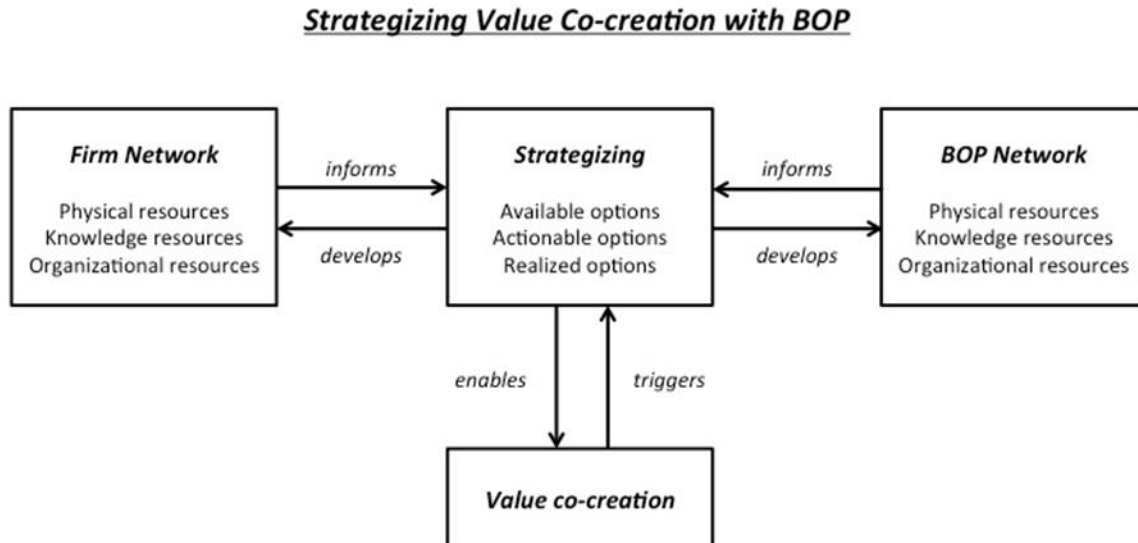 Strategizing Value Co-creation with BOP
Firm Network
Physical resources
Knowledge resources
Organizational resources
informs
develops
Strategizing
Available options
Actionable options
Realized options
informs
develops
BOP Network
Physical resources
Knowledge resources
Organizational resources
enables
triggers
Value co-creation